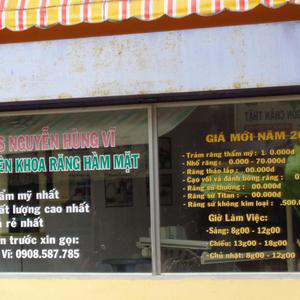 S NGUYỄN HÙNG VĨ
ÊN KHOA RĂNG HÀM MẶT
ẩm mỹ nhất
ất lượng cao nhất
rẻ nhất
n trước xin gọi:
Vĩ: 0908.587.785
GIÁ MỚI NĂM 20
- Trám răng thẩm mỹ: 1. 0.000đ
- Nhổ răng : 0.000 - 70.000đ
- Răng tháo lắp : .00.000đ
- Cạo vôi và đánh bóng răng :
- Răng sứ thường : 00.000đ
- Răng sứ Titan : 00.000đ
- Răng sứ không kim loại : .500.0
Giờ Làm Việc:
-Sáng: 8g00 - 12g00
-Chiều: 13g00 - 18g00
-Chủ nhật: 8g00 - 12g00